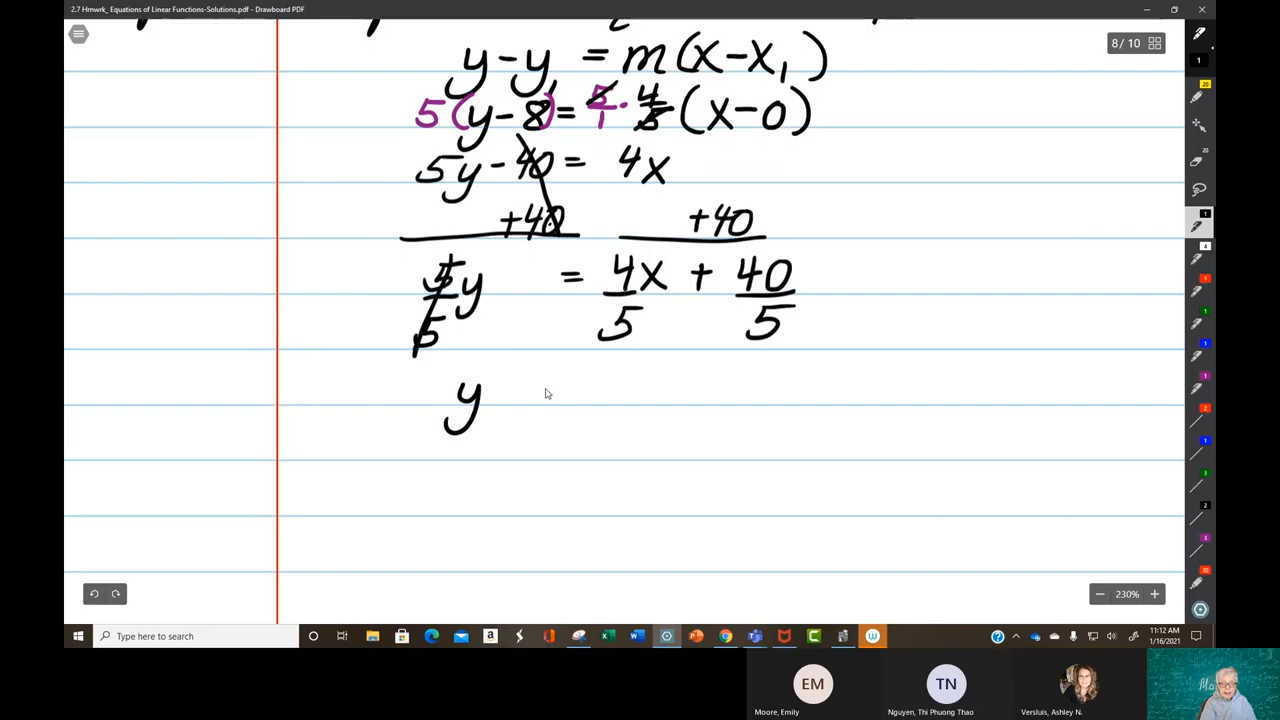 2.7 Hmwrk_ Equations of Linear Functions-Solutions.pdf - Drawboard PDF
8 / 10
y - y₁ = m(x - x₁)
5(y - 8) = 5/1 · 4/5 (x - 0)
5y - 40 = 4x
+40 +40
5y/5 = 4x/5 + 40/5
y
230%
Type here to search
11:12 AM
1/16/2021
EM
TN
Moore, Emily
Nguyen, Thi Phuong Thao
Versluis, Ashley N.